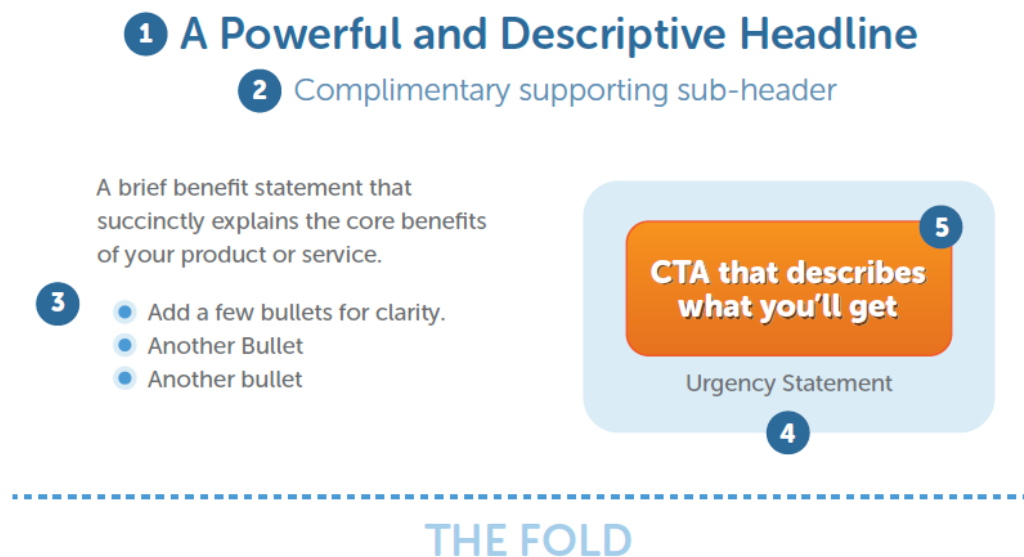 1 A Powerful and Descriptive Headline
2 Complimentary supporting sub-header
A brief benefit statement that
succinctly explains the core benefits
of your product or service.
3
Add a few bullets for clarity.
Another Bullet
Another bullet
5
CTA that describes
what you'll get
Urgency Statement
4
THE FOLD